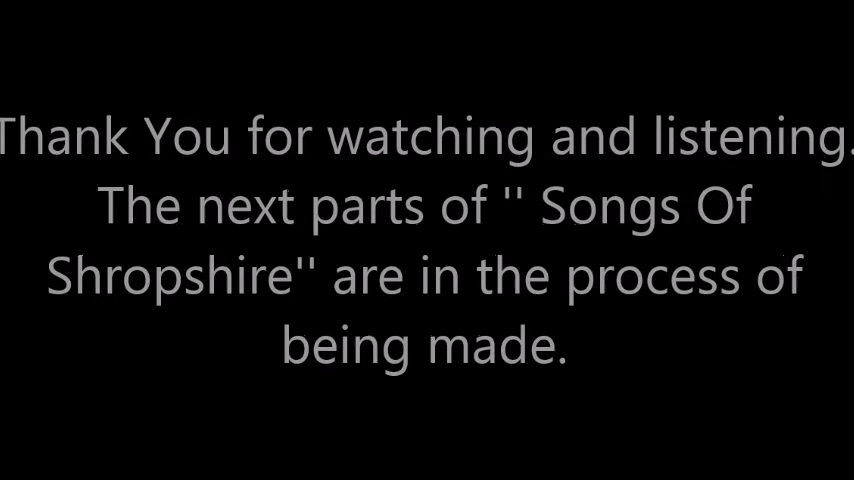 Thank You for watching and listening.
The next parts of '' Songs Of
Shropshire'' are in the process of
being made.